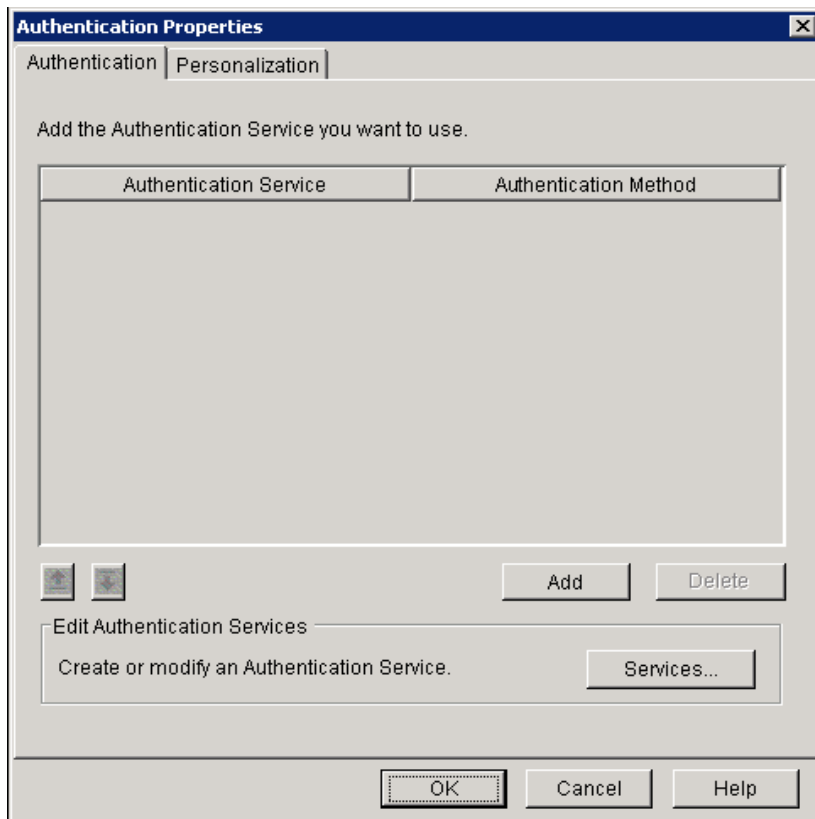 Authentication Properties
Authentication Personalization
Add the Authentication Service you want to use.
Authentication Service Authentication Method
Add Delete
Edit Authentication Services
Create or modify an Authentication Service. Services...
OK Cancel Help